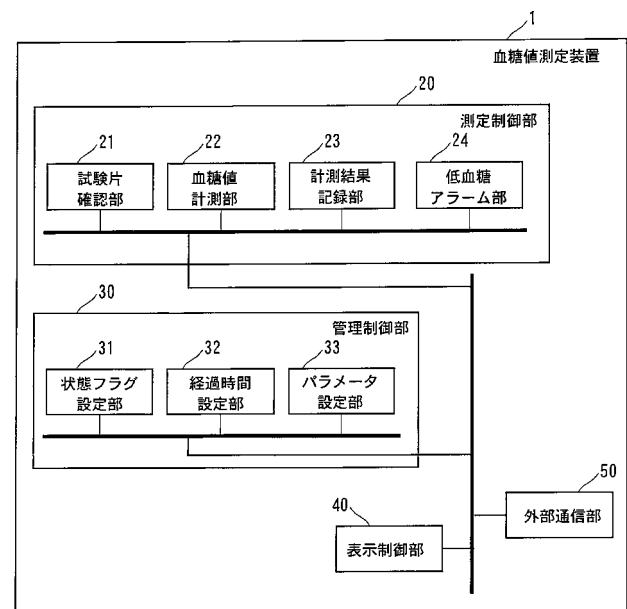 1
血糖値測定装置
20
測定制御部
21
試験片
確認部
22
血糖値
計測部
23
計測結果
記録部
24
低血糖
アラーム部
30
管理制御部
31
状態フラグ
設定部
32
経過時間
設定部
33
パラメータ
設定部
40
表示制御部
50
外部通信部